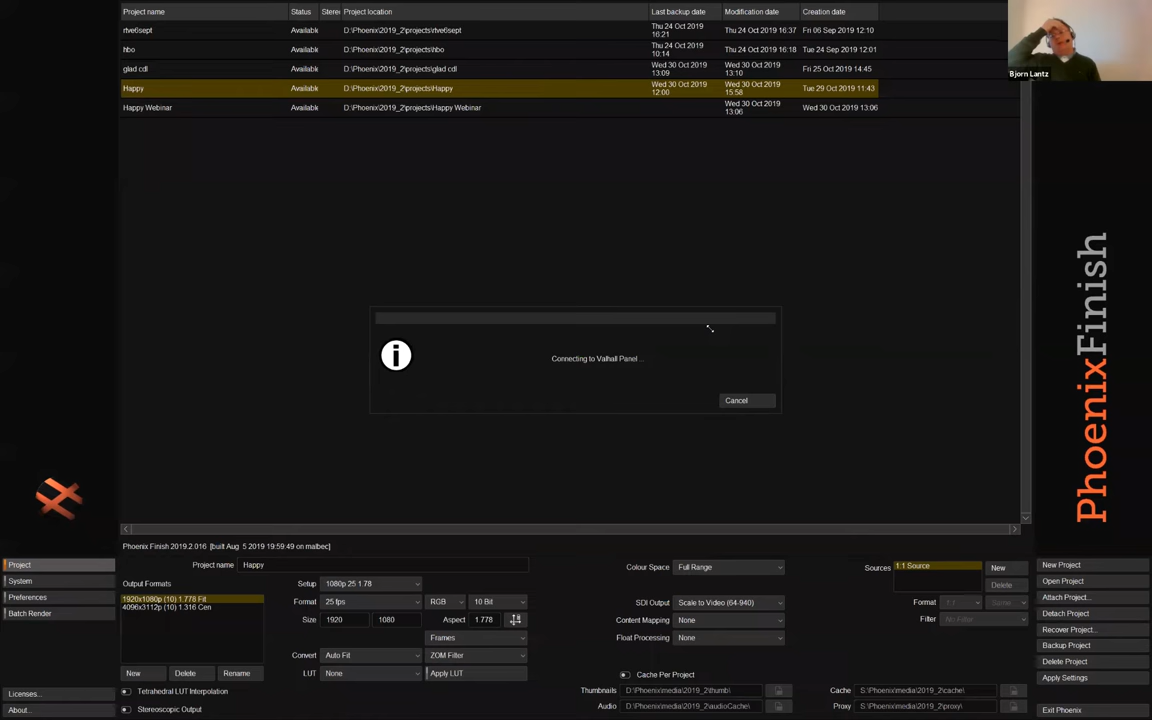 Project name Status Stereo Project location Last backup date Modification date Creation date
rtve6sept Availabk D:\Phoenix\2019_2\projects\rtve6sept Thu 24 Oct 2019 16:21 Thu 24 Oct 2019 16:37 Fri 06 Sep 2019 12:10
hbo Availabk D:\Phoenix\2019_2\projects\hbo Thu 24 Oct 2019 10:14 Thu 24 Oct 2019 16:18 Tue 24 Sep 2019 12:01
glad cdl Availabk D:\Phoenix\2019_2\projects\glad cdl Wed 30 Oct 2019 13:09 Wed 30 Oct 2019 13:10 Fri 25 Oct 2019 14:45
Happy Availabk D:\Phoenix\2019_2\projects\Happy Wed 30 Oct 2019 12:00 Wed 30 Oct 2019 15:58 Tue 29 Oct 2019 11:43
Happy Webinar Availabk D:\Phoenix\2019_2\projects\Happy Webinar Wed 30 Oct 2019 13:06 Wed 30 Oct 2019 13:06
Bjorn Lantz
PhoenixFinish
Connecting to Valhall Panel ...
Cancel
Phoenix Finish 2019.2.016 [built Aug 5 2019 19:59:49 on malbec]
Project
System
Preferences
Batch Render
Licenses...
About...
Project name Happy
Output Formats
1920x1080p (10) 1.778 Fit
4096x3112p (10) 1.316 Cen
New Delete Rename
Tetrahedral LUT Interpolation
Stereoscopic Output
Setup 1080p 25 1.78
Format 25 fps RGB 10 Bit
Size 1920 1080 Aspect 1.778
Frames
Convert Auto Fit ZOM Filter
LUT None Apply LUT
Colour Space Full Range
SDI Output Scale to Video (64-940)
Content Mapping None
Float Processing None
Cache Per Project
Thumbnails D:\Phoenix\media\2019_2\thumb\
Audio D:\Phoenix\media\2019_2\audioCache\
Sources 1:1 Source New
Delete
Format 1:1 Same
Filter No Filter
Cache S:\Phoenix\media\2019_2\cache\
Proxy S:\Phoenix\media\2019_2\proxy\
New Project
Open Project
Attach Project...
Detach Project
Recover Project...
Backup Project
Delete Project
Apply Settings
Exit Phoenix